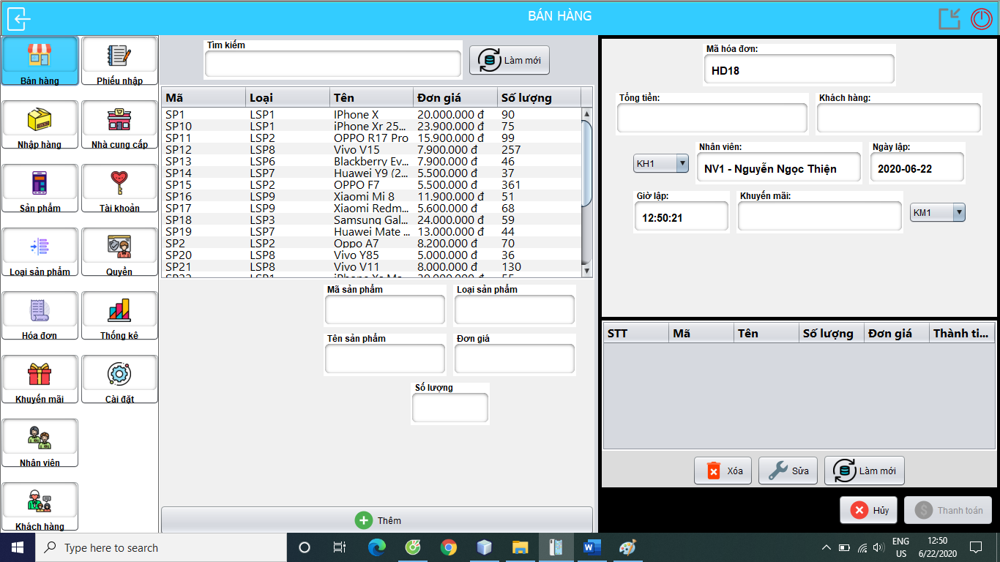 BÁN HÀNG
Bán hàng
Phiếu nhập
Nhập hàng
Nhà cung cấp
Sản phẩm
Tài khoản
Loại sản phẩm
Quyền
Hóa đơn
Thống kê
Khuyến mãi
Cài đặt
Nhân viên
Khách hàng
Tìm kiếm
Làm mới
Mã Loại Tên Đơn giá Số lượng
SP1 LSP1 IPhone X 20.000.000 đ 90
SP10 LSP1 iPhone Xr 25... 23.900.000 đ 75
SP11 LSP2 OPPO R17 Pro 15.900.000 đ 99
SP12 LSP8 Vivo V15 7.900.000 đ 257
SP13 LSP6 Blackberry Ev... 7.900.000 đ 46
SP14 LSP7 Huawei Y9 (2... 5.500.000 đ 37
SP15 LSP2 OPPO F7 5.500.000 đ 361
SP16 LSP9 Xiaomi Mi 8 11.900.000 đ 51
SP17 LSP9 Xiaomi Redm... 5.600.000 đ 68
SP18 LSP3 Samsung Gal... 24.000.000 đ 59
SP19 LSP7 Huawei Mate ... 13.000.000 đ 44
SP2 LSP2 Oppo A7 8.200.000 đ 70
SP20 LSP8 Vivo Y85 5.000.000 đ 36
SP21 LSP8 Vivo V11 8.000.000 đ 130
Mã sản phẩm
Loại sản phẩm
Tên sản phẩm
Đơn giá
Số lượng
Thêm
Mã hóa đơn:
HD18
Tổng tiền:
Khách hàng:
KH1
Nhân viên:
NV1 - Nguyễn Ngọc Thiện
Ngày lập:
2020-06-22
Giờ lập:
12:50:21
Khuyến mãi:
KM1
STT Mã Tên Số lượng Đơn giá Thành ti...
Xóa
Sửa
Làm mới
Hủy
Thanh toán
Type here to search
ENG
US
12:50
6/22/2020